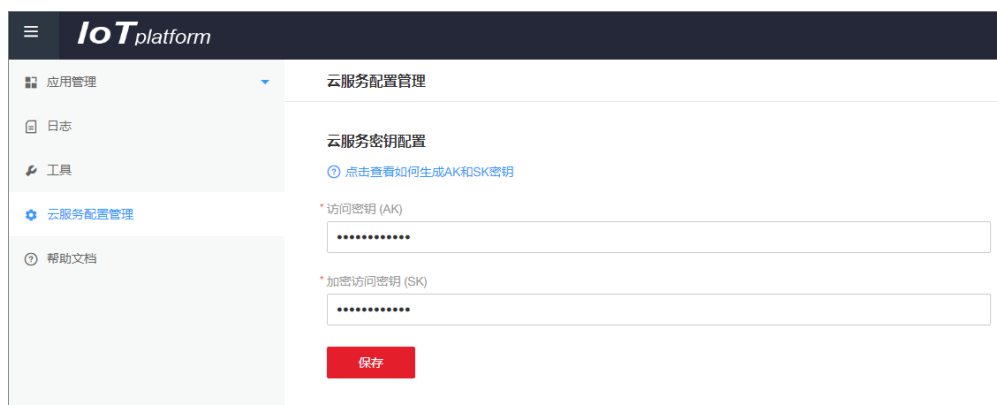 IoTplatform
应用管理
云服务配置管理
日志
云服务密钥配置
工具
点击查看如何生成AK和SK密钥
* 访问密钥 (AK)
云服务配置管理
••••••••••••
帮助文档
* 加密访问密钥 (SK)
••••••••••••
保存